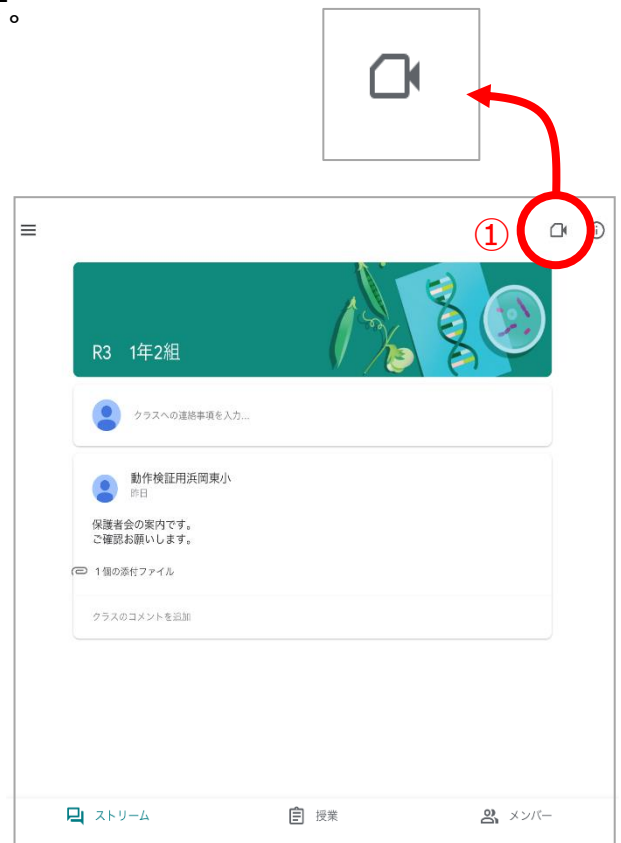 。
①
R3 1年2組
クラスへの連絡事項を入力...
動作検証用浜岡東小
昨日
保護者会の案内です。
ご確認お願いします。
1 個の添付ファイル
クラスのコメントを追加
ストリーム 授業 メンバー